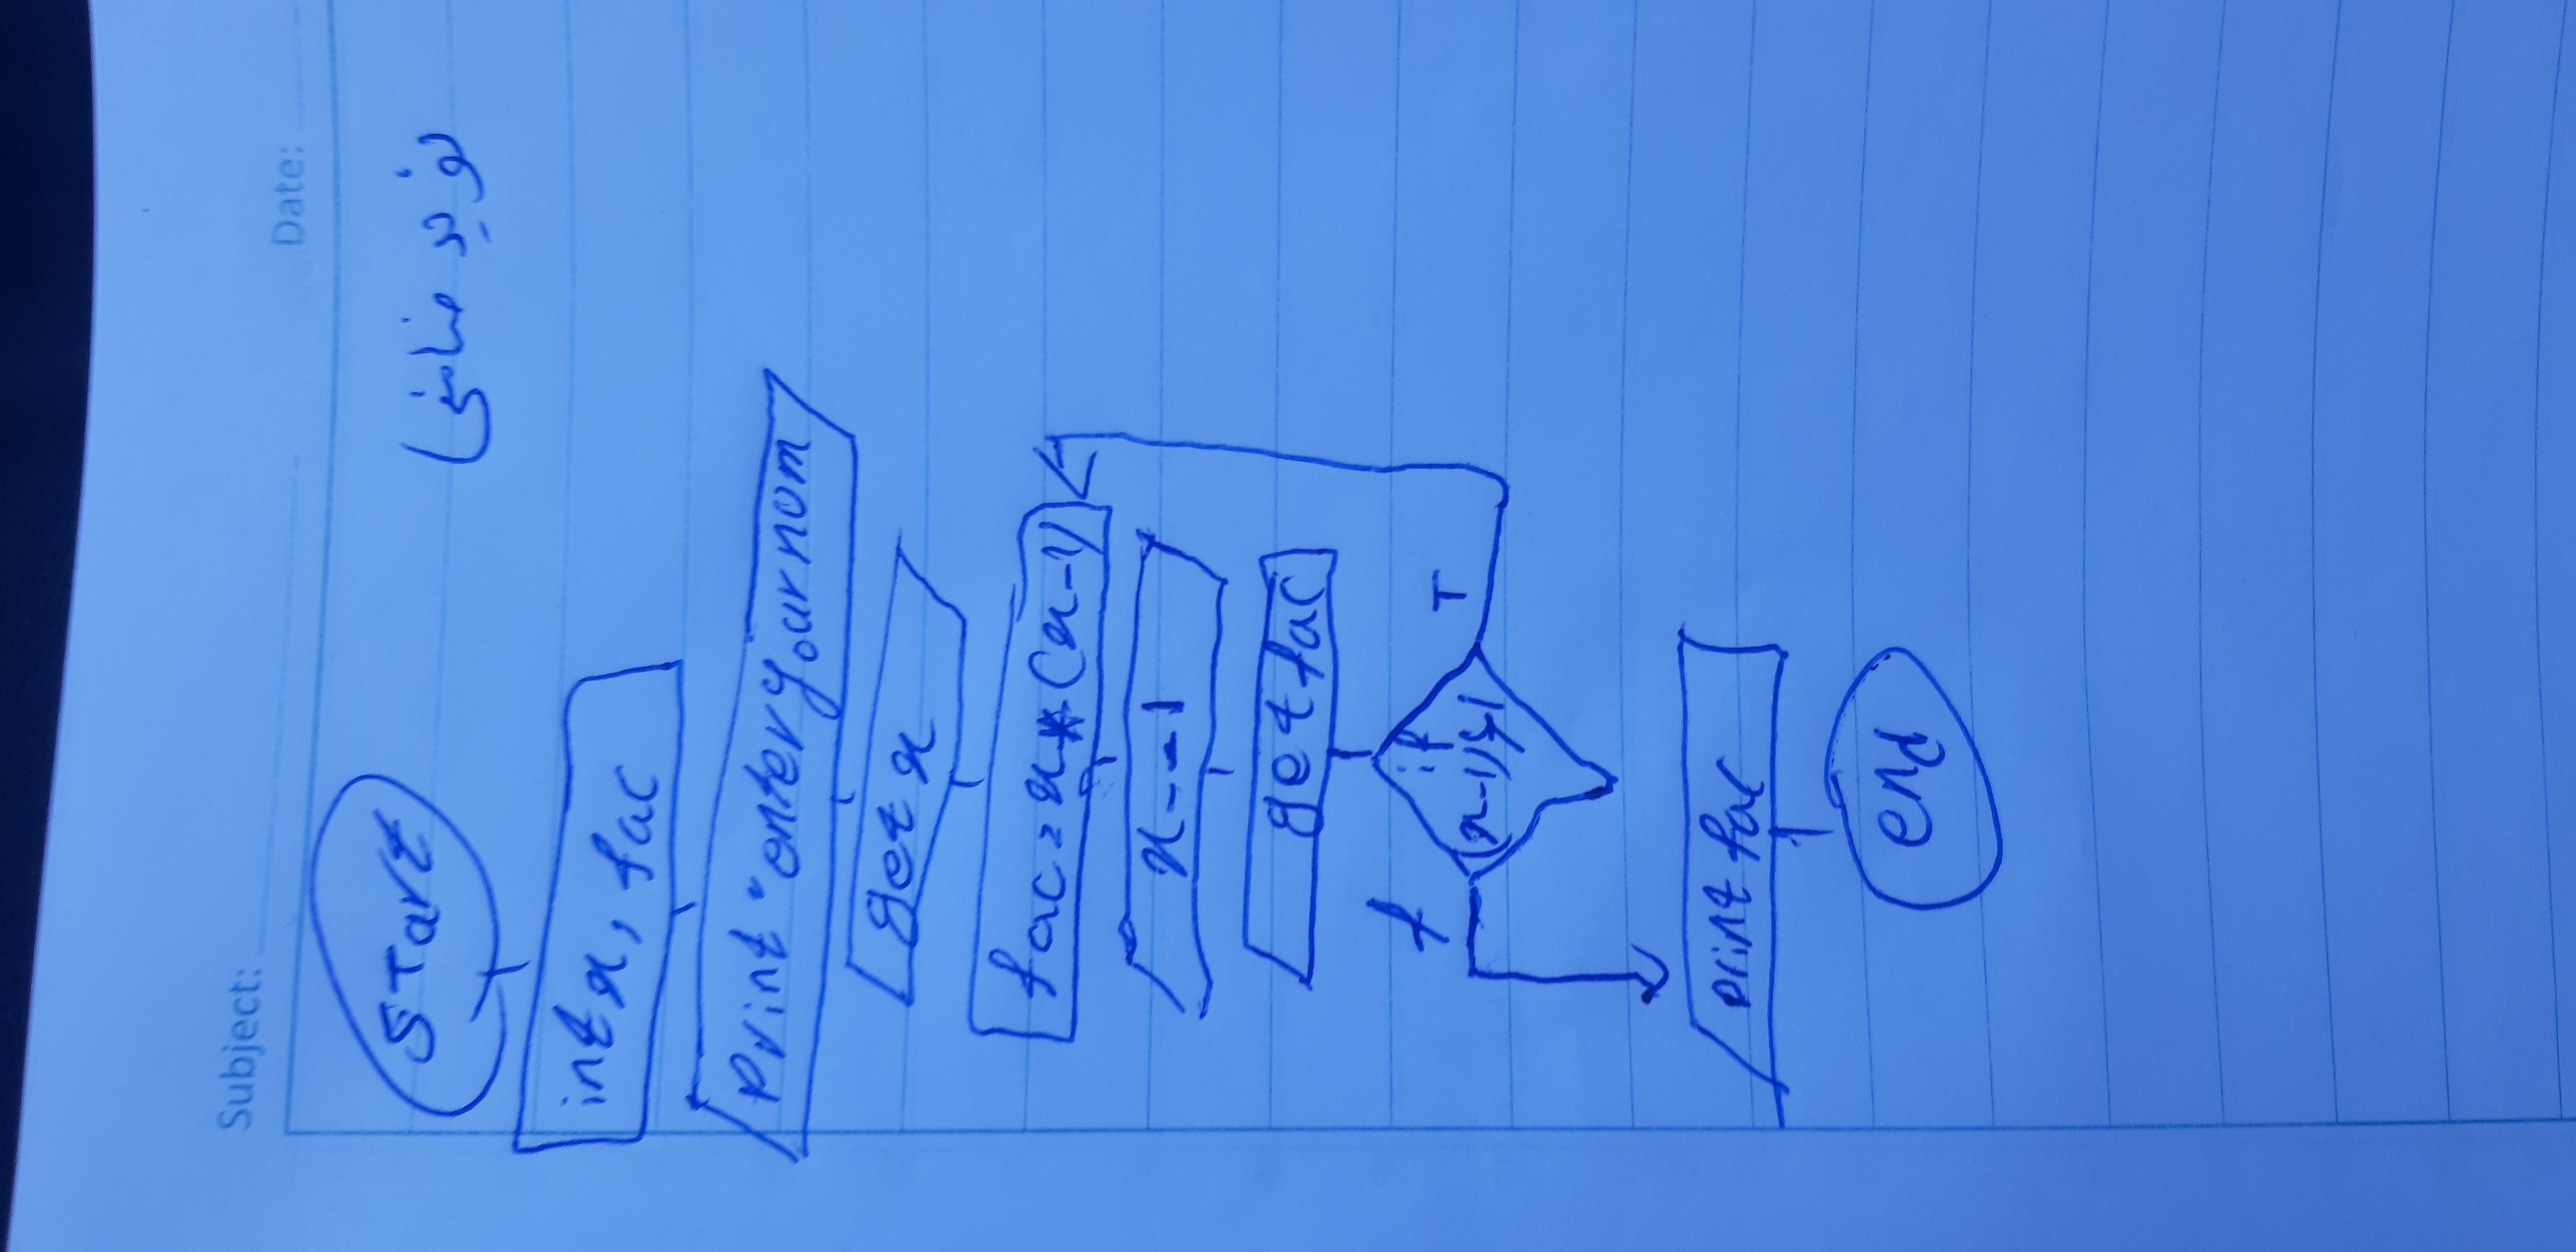 Subject:
Date:
نوید ضامنی
START
int x, fac
Print "enter your num
get x
fac = x * (x-1)
x--1
get fac
if
(x-1)>1
f
T
print fac
end